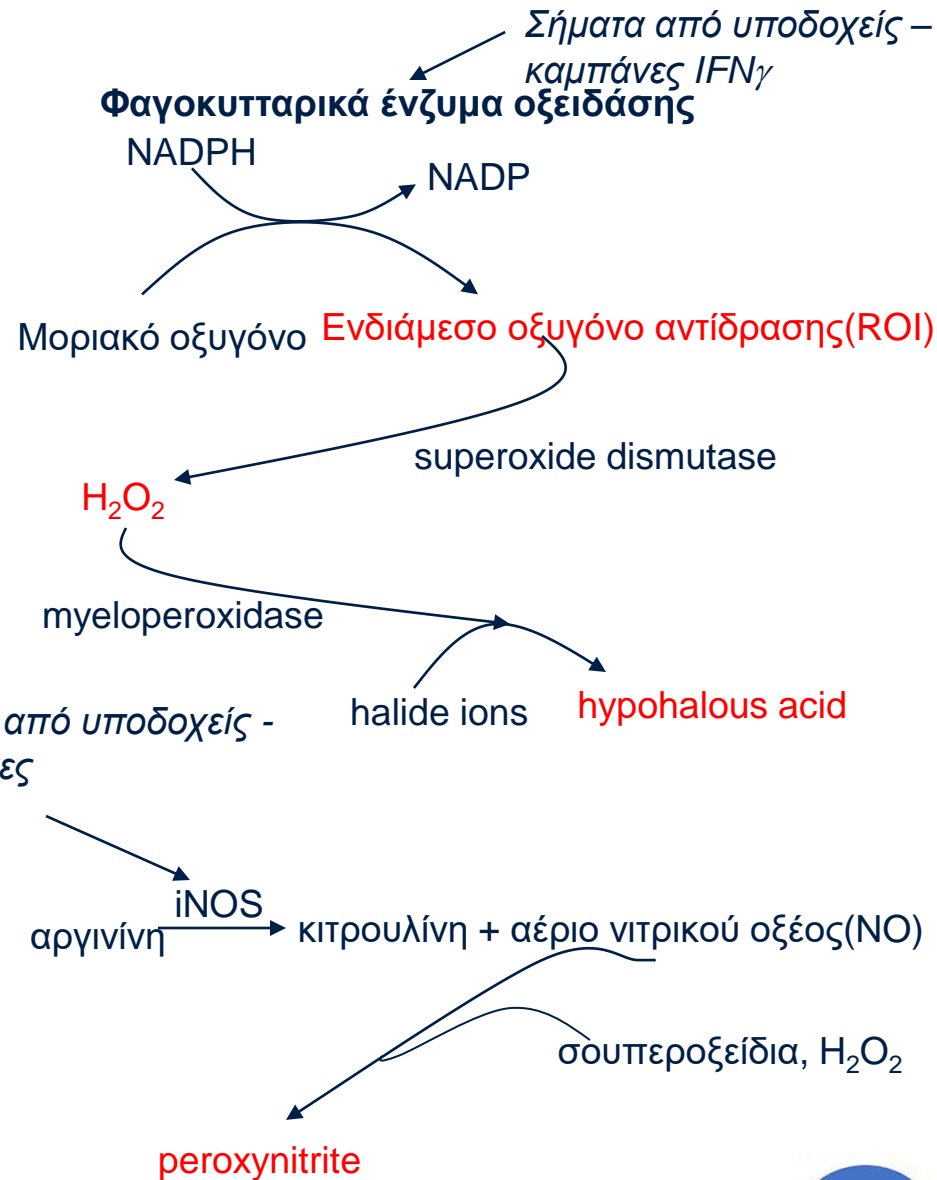 Σήματα από υποδοχείς –
καμπάνες IFNγ
Φαγοκυτταρικά ένζυμα οξειδάσης
NADPH
NADP
Μοριακό οξυγόνο
Ενδιάμεσο οξυγόνο αντίδρασης(ROI)
superoxide dismutase
H₂O₂
myeloperoxidase
halide ions
hypohalous acid
από υποδοχείς -
ες
iNOS
αργινίνη
κιτρουλίνη + αέριο νιτρικού οξέος(NO)
σουπεροξείδια, H₂O₂
peroxynitrite